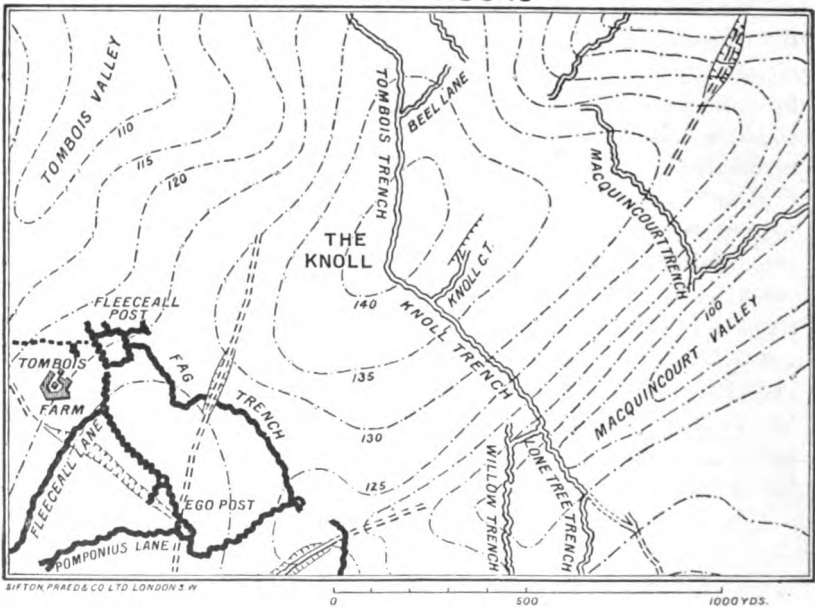 TOMBOIS VALLEY
110
115
120
TOMBOIS TRENCH
BEEL LANE
MACQUINCOURT TRENCH
THE
KNOLL
KNOLL C.T.
140
KNOLL TRENCH
100
MACQUINCOURT VALLEY
FLEECEALL
POST
TOMBOIS
FARM
FAG
TRENCH
135
130
125
FLEECEALL LANE
EGO POST
POMPONIUS LANE
WILLOW TRENCH
LONE TREE TRENCH
SIFTON, PRAED & CO LTD LONDON S.W.
0 500 1000 YDS.